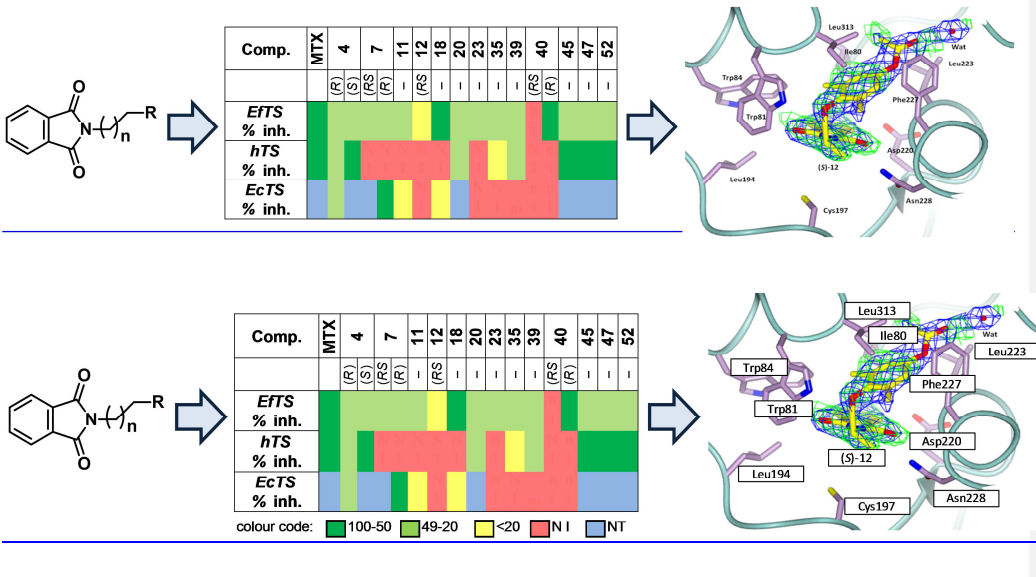 Comp. MTX 4 7 11 12 18 20 23 35 39 40 45 47 52
(R) (S) (RS (R) – (RS – – – – – (RS (R) – – –
EfTS
% inh.
hTS
% inh.
EcTS
% inh.
O
N
O
( )n
R
Leu313
Ile80
Wat
Leu223
Trp84
Phe227
Trp81
Asp220
(S)-12
Leu194
Asn228
Cys197
Comp. MTX 4 7 11 12 18 20 23 35 39 40 45 47 52
(R) (S) (RS (R) – (RS – – – – – (RS (R) – – –
EfTS
% inh.
hTS
% inh.
EcTS
% inh.
colour code: 100-50 49-20 <20 N I NT
O
N
O
( )n
R
Leu313
Ile80
Wat
Leu223
Trp84
Phe227
Trp81
Asp220
(S)-12
Leu194
Asn228
Cys197